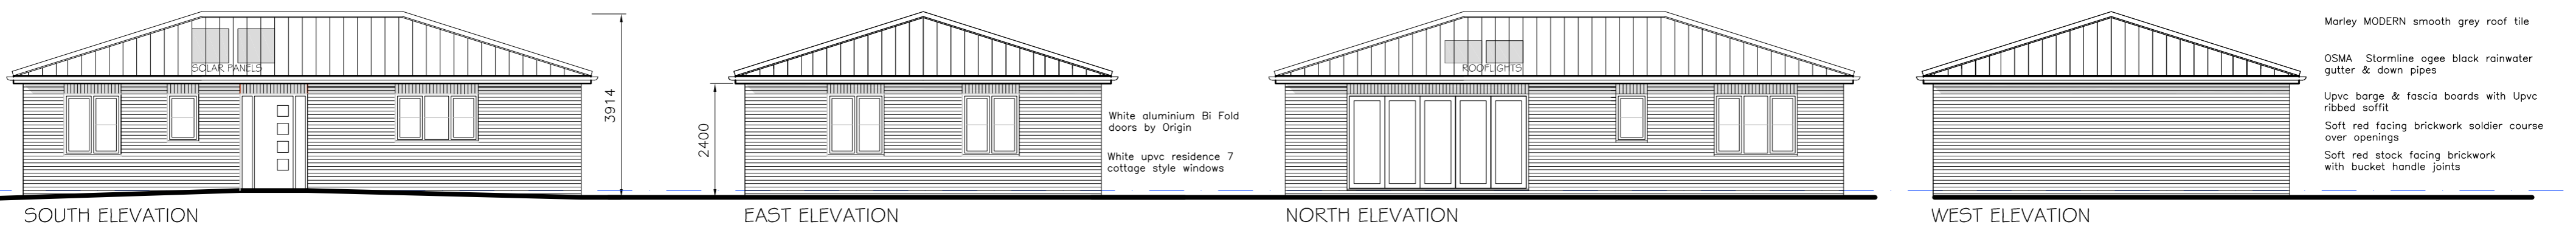 SOLAR PANELS
3914
SOUTH ELEVATION
2400
EAST ELEVATION
White aluminium Bi Fold
doors by Origin
White upvc residence 7
cottage style windows
ROOFLIGHTS
NORTH ELEVATION
WEST ELEVATION
Marley MODERN smooth grey roof tile
OSMA Stormline ogee black rainwater
gutter & down pipes
Upvc barge & fascia boards with Upvc
ribbed soffit
Soft red facing brickwork soldier course
over openings
Soft red stock facing brickwork
with bucket handle joints